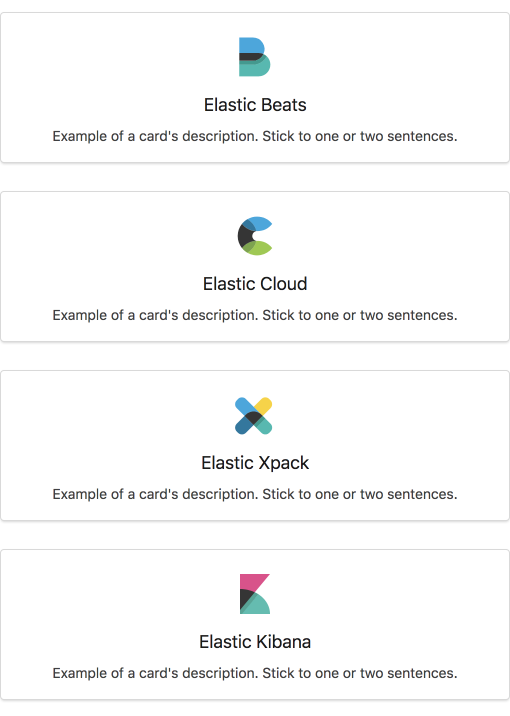 Elastic Beats
Example of a card's description. Stick to one or two sentences.
Elastic Cloud
Example of a card's description. Stick to one or two sentences.
Elastic Xpack
Example of a card's description. Stick to one or two sentences.
Elastic Kibana
Example of a card's description. Stick to one or two sentences.